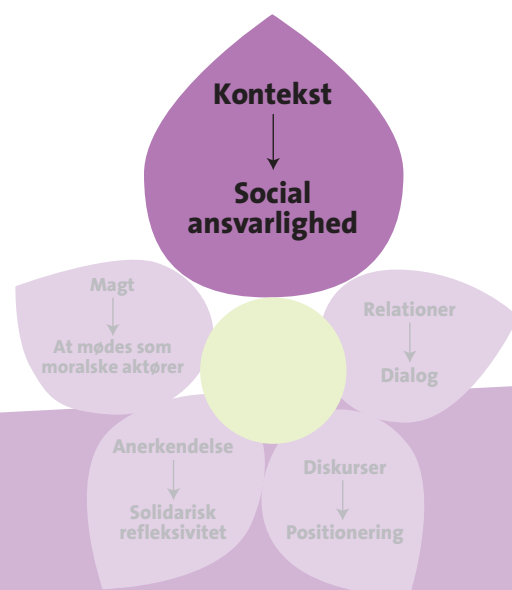 Kontekst
Social
ansvarlighed
Magt
At mødes som
moralske aktører
Relationer
Dialog
Anerkendelse
Solidarisk
refleksivitet
Diskurser
Positionering